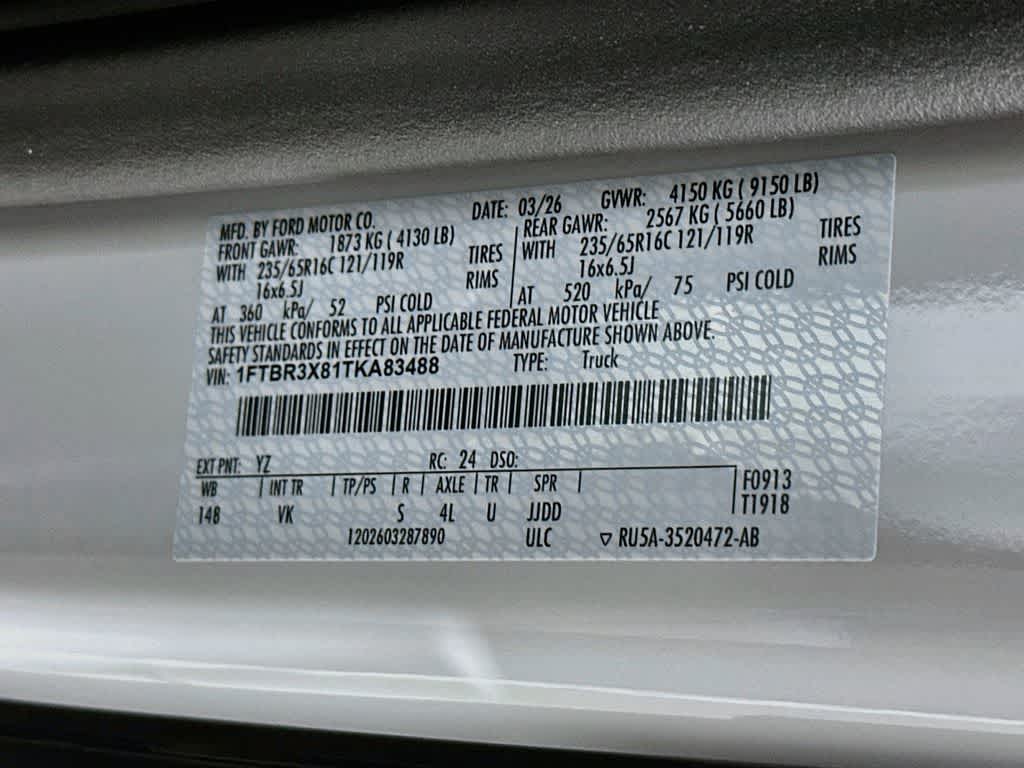 MFD. BY FORD MOTOR CO. DATE: 03/26 GVWR: 4150 KG ( 9150 LB)
FRONT GAWR: 1873 KG ( 4130 LB) REAR GAWR: 2567 KG ( 5660 LB)
WITH 235/65R16C 121/119R TIRES WITH 235/65R16C 121/119R TIRES
16x6.5J RIMS 16x6.5J RIMS
AT 360 kPa/ 52 PSI COLD AT 520 kPa/ 75 PSI COLD
THIS VEHICLE CONFORMS TO ALL APPLICABLE FEDERAL MOTOR VEHICLE
SAFETY STANDARDS IN EFFECT ON THE DATE OF MANUFACTURE SHOWN ABOVE.
VIN: 1FTBR3X81TKA83488 TYPE: Truck
EXT PNT: YZ RC: 24 DSO:
WB INT TR TP/PS R AXLE TR SPR F0913
148 VK S 4L U JJDD T1918
1202603287890 ULC ▽ RU5A-3520472-AB